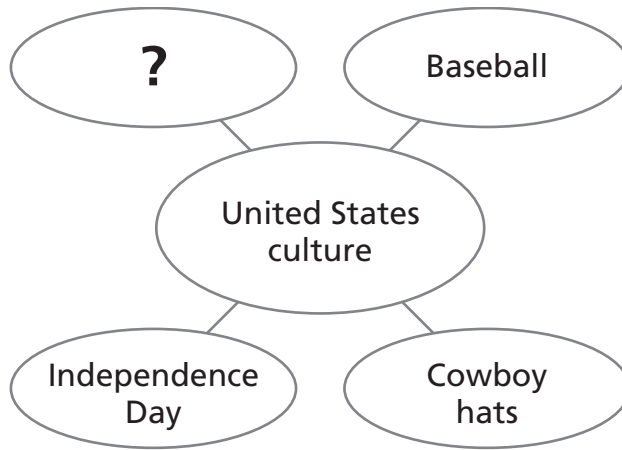 ?
Baseball
United States
culture
Independence
Day
Cowboy
hats